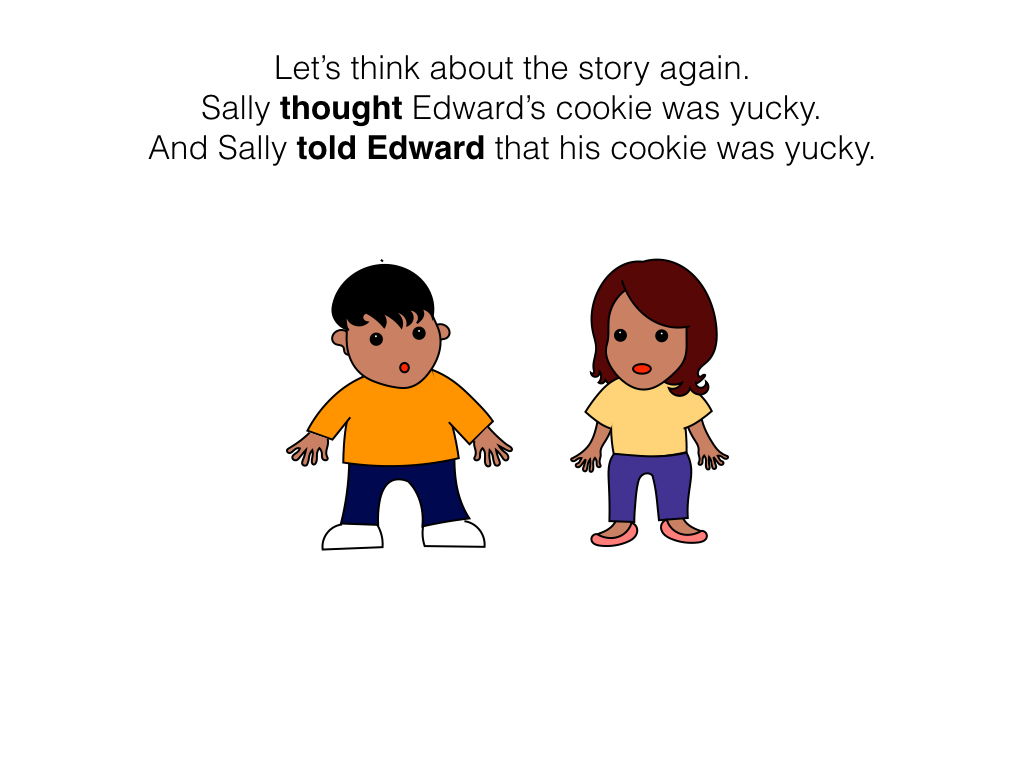 Let’s think about the story again.
Sally thought Edward’s cookie was yucky.
And Sally told Edward that his cookie was yucky.